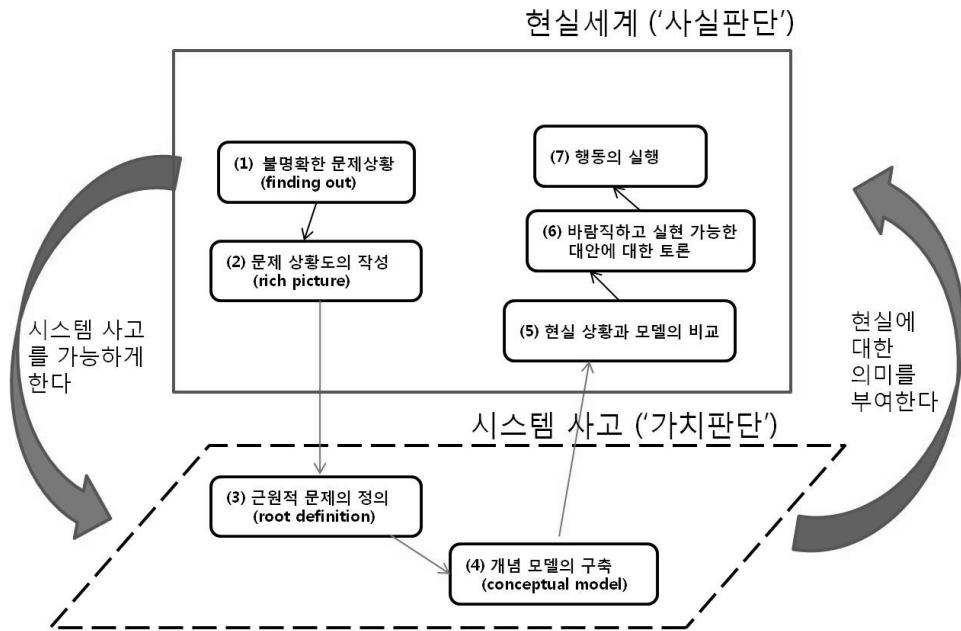 현실세계 (‘사실판단’)
(1) 불명확한 문제상황
(finding out)
(2) 문제 상황도의 작성
(rich picture)
(7) 행동의 실행
(6) 바람직하고 실현 가능한
대안에 대한 토론
(5) 현실 상황과 모델의 비교
시스템 사고
를 가능하게
한다
현실에
대한
의미를
부여한다
시스템 사고 (‘가치판단’)
(3) 근원적 문제의 정의
(root definition)
(4) 개념 모델의 구축
(conceptual model)